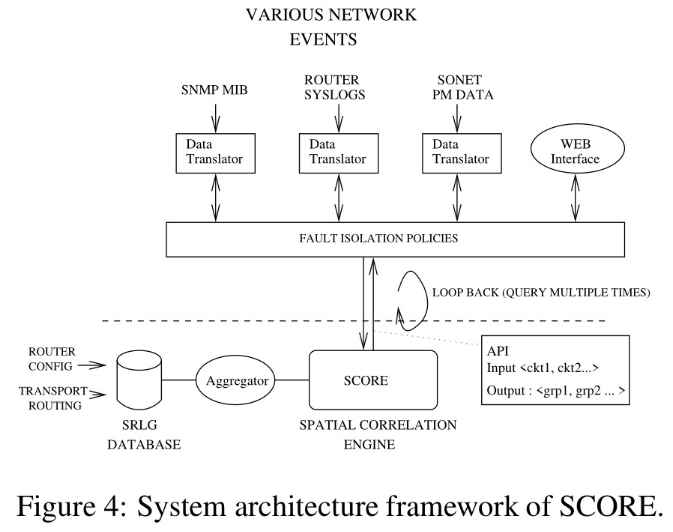 VARIOUS NETWORK
EVENTS
SNMP MIB
ROUTER
SYSLOGS
SONET
PM DATA
Data
Translator
Data
Translator
Data
Translator
WEB
Interface
FAULT ISOLATION POLICIES
LOOP BACK (QUERY MULTIPLE TIMES)
ROUTER
CONFIG
TRANSPORT
ROUTING
Aggregator
SCORE
API
Input <ckt1, ckt2...>
Output : <grp1, grp2 ... >
SRLG
DATABASE
SPATIAL CORRELATION
ENGINE
Figure 4: System architecture framework of SCORE.